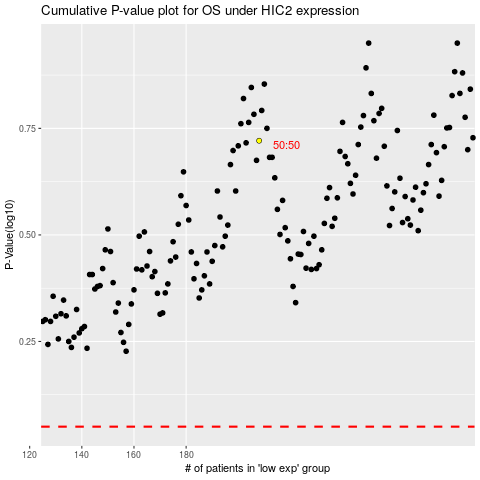 Cumulative P-value plot for OS under HIC2 expression
P-Value(log10)
0.75
0.50
0.25
50:50
120 140 160 180
# of patients in 'low exp' group